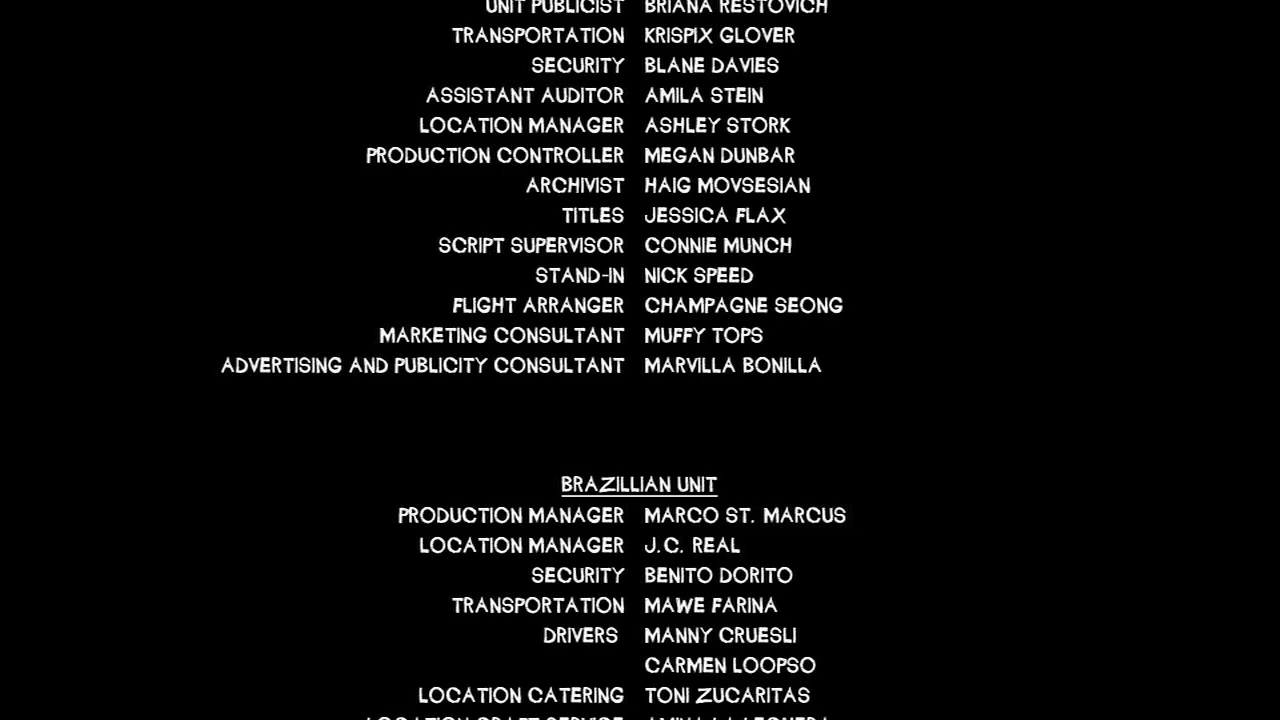 UNIT PUBLICIST BRIANA RESTOVICH
TRANSPORTATION KRISPIX GLOVER
SECURITY BLANE DAVIES
ASSISTANT AUDITOR AMILA STEIN
LOCATION MANAGER ASHLEY STORK
PRODUCTION CONTROLLER MEGAN DUNBAR
ARCHIVIST HAIG MOVSESIAN
TITLES JESSICA FLAX
SCRIPT SUPERVISOR CONNIE MUNCH
STAND-IN NICK SPEED
FLIGHT ARRANGER CHAMPAGNE SEONG
MARKETING CONSULTANT MUFFY TOPS
ADVERTISING AND PUBLICITY CONSULTANT MARVILLA BONILLA
BRAZILLIAN UNIT
PRODUCTION MANAGER MARCO ST. MARCUS
LOCATION MANAGER J.C. REAL
SECURITY BENITO DORITO
TRANSPORTATION MAWE FARINA
DRIVERS MANNY CRUESLI
CARMEN LOOPSO
LOCATION CATERING TONI ZUCARITAS
LOCATION CRAFT SERVICE